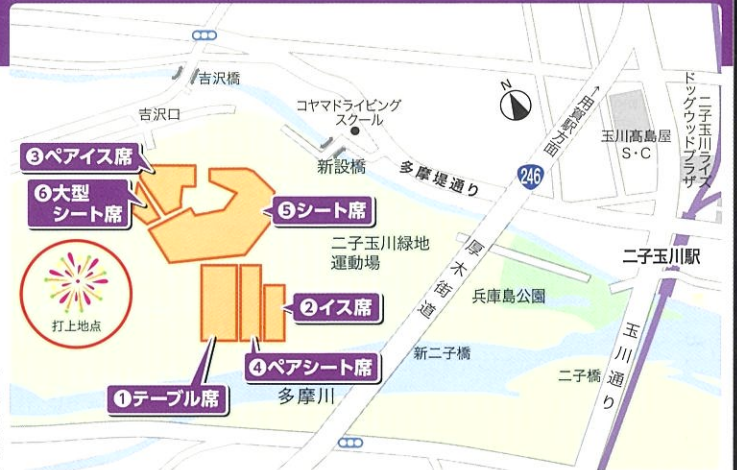 吉沢橋
吉沢口
コヤマドライビング
スクール
新設橋
N
↑用賀駅方面
246
玉川髙島屋
S・C
二子玉川ライズ
ドッグウッドプラザ
多摩堤通り
❸ペアイス席
❻大型
シート席
❺シート席
二子玉川緑地
運動場
厚木街道
二子玉川駅
打上地点
❷イス席
兵庫島公園
❹ペアシート席
新二子橋
玉川通り
❶テーブル席
多摩川
二子橋